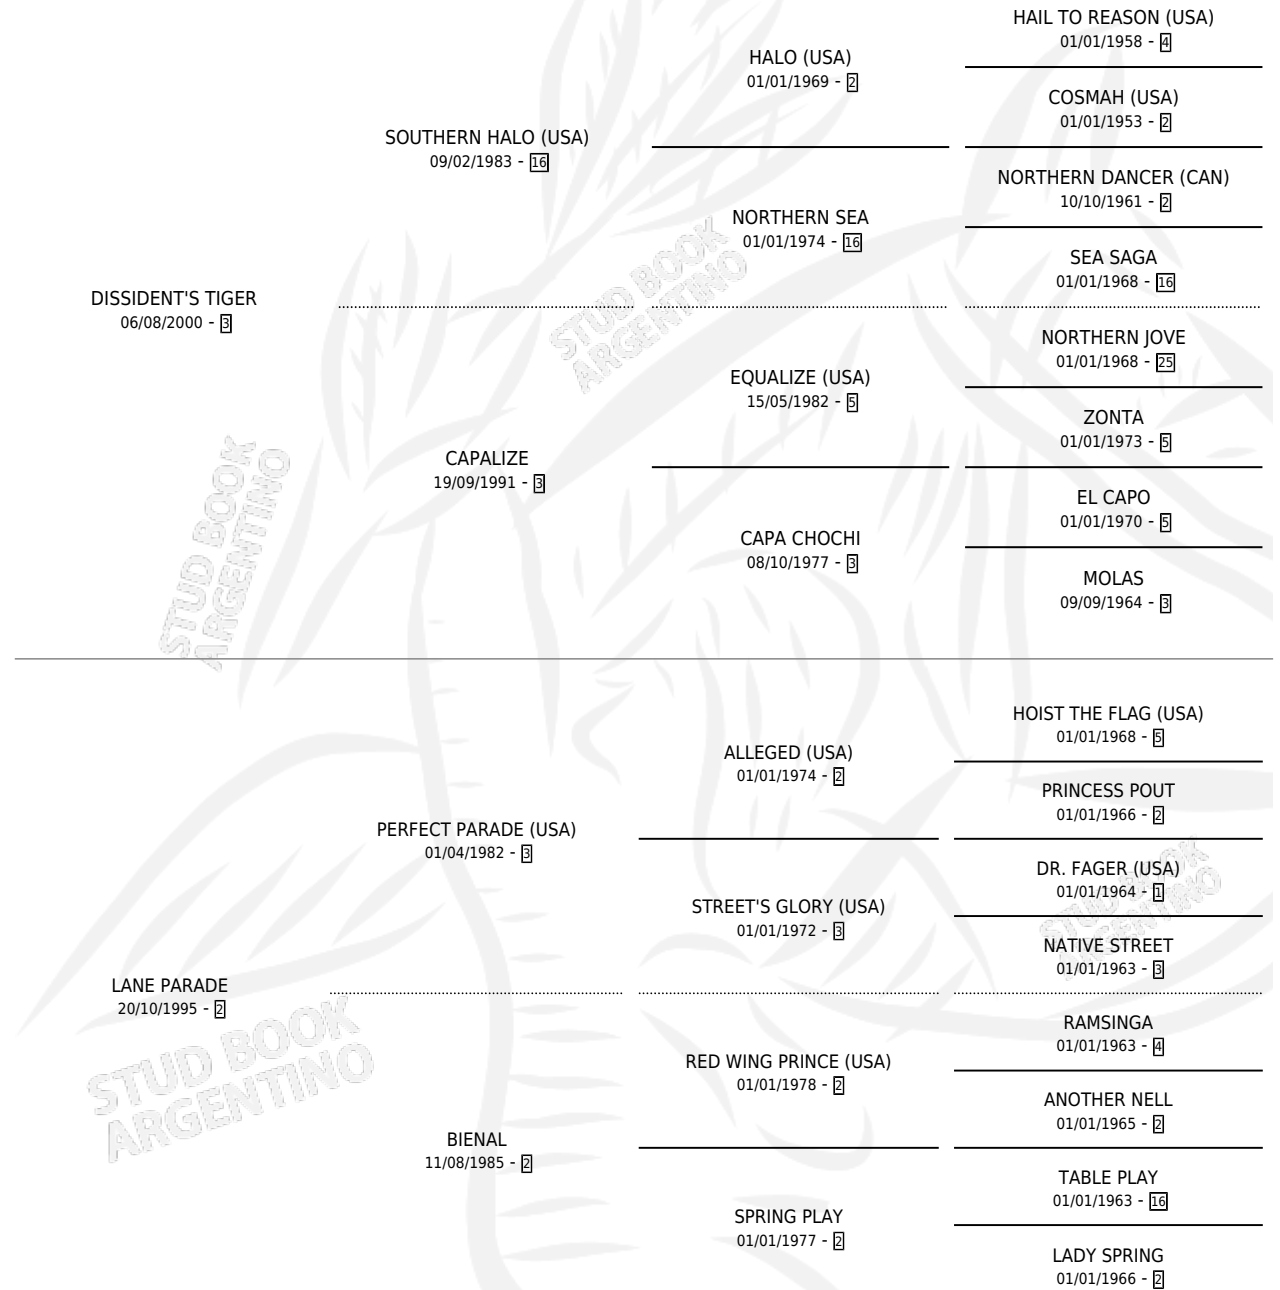 HAIL TO REASON (USA)
01/01/1958 - 4
HALO (USA)
01/01/1969 - 2
COSMAH (USA)
01/01/1953 - 2
SOUTHERN HALO (USA)
09/02/1983 - 16
NORTHERN DANCER (CAN)
10/10/1961 - 2
NORTHERN SEA
01/01/1974 - 16
SEA SAGA
01/01/1968 - 16
DISSIDENT'S TIGER
06/08/2000 - 3
NORTHERN JOVE
01/01/1968 - 25
EQUALIZE (USA)
15/05/1982 - 5
ZONTA
01/01/1973 - 5
CAPALIZE
19/09/1991 - 3
EL CAPO
01/01/1970 - 5
CAPA CHOCHI
08/10/1977 - 3
MOLAS
09/09/1964 - 3
HOIST THE FLAG (USA)
01/01/1968 - 5
ALLEGED (USA)
01/01/1974 - 2
PRINCESS POUT
01/01/1966 - 2
PERFECT PARADE (USA)
01/04/1982 - 3
DR. FAGER (USA)
01/01/1964 - 1
STREET'S GLORY (USA)
01/01/1972 - 3
NATIVE STREET
01/01/1963 - 3
LANE PARADE
20/10/1995 - 2
RAMSINGA
01/01/1963 - 4
RED WING PRINCE (USA)
01/01/1978 - 2
ANOTHER NELL
01/01/1965 - 2
BIENAL
11/08/1985 - 2
TABLE PLAY
01/01/1963 - 16
SPRING PLAY
01/01/1977 - 2
LADY SPRING
01/01/1966 - 2
STUD BOOK
ARGENTINO
STUD BOOK
ARGENTINO
STUD BOOK
ARGENTINO
STUD BOOK
ARGENTINO